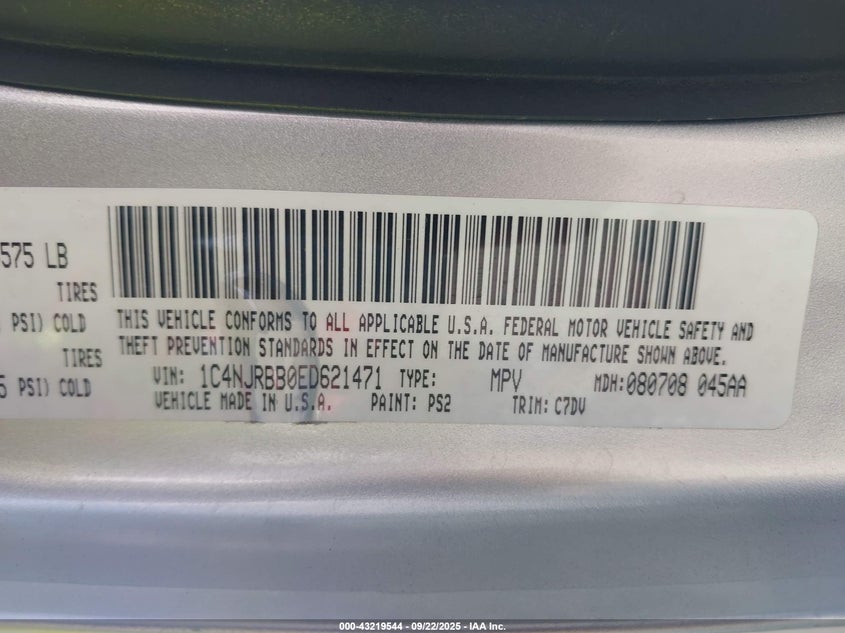 575 LB
TIRES
PSI) COLD
TIRES
5 PSI) COLD
THIS VEHICLE CONFORMS TO ALL APPLICABLE U.S.A. FEDERAL MOTOR VEHICLE SAFETY AND
THEFT PREVENTION STANDARDS IN EFFECT ON THE DATE OF MANUFACTURE SHOWN ABOVE.
VIN: 1C4NJRBB0ED621471 TYPE: MPV MDH:080708 045AA
VEHICLE MADE IN U.S.A. PAINT: PS2 TRIM: C7DV
000-43219544 - 09/22/2025 - IAA Inc.